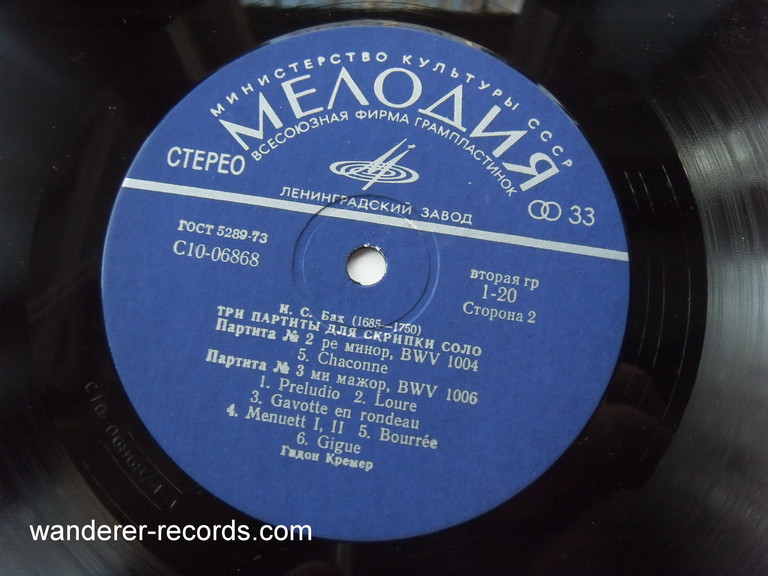 МИНИСТЕРСТВО КУЛЬТУРЫ СССР
МЕЛОДИЯ
ВСЕСОЮЗНАЯ ФИРМА ГРАМПЛАСТИНОК
СТЕРЕО
ЛЕНИНГРАДСКИЙ ЗАВОД
33
ГОСТ 5289-73
С10-06868
вторая гр
1-20
Сторона 2
И. С. Бах (1685—1750)
ТРИ ПАРТИТЫ ДЛЯ СКРИПКИ СОЛО
Партита № 2 ре минор, BWV 1004
5. Chaconne
Партита № 3 ми мажор, BWV 1006
1. Preludio 2. Loure
3. Gavotte en rondeau
4. Menuett I, II 5. Bourrée
6. Gigue
Гидон Кремер
wanderer-records.com